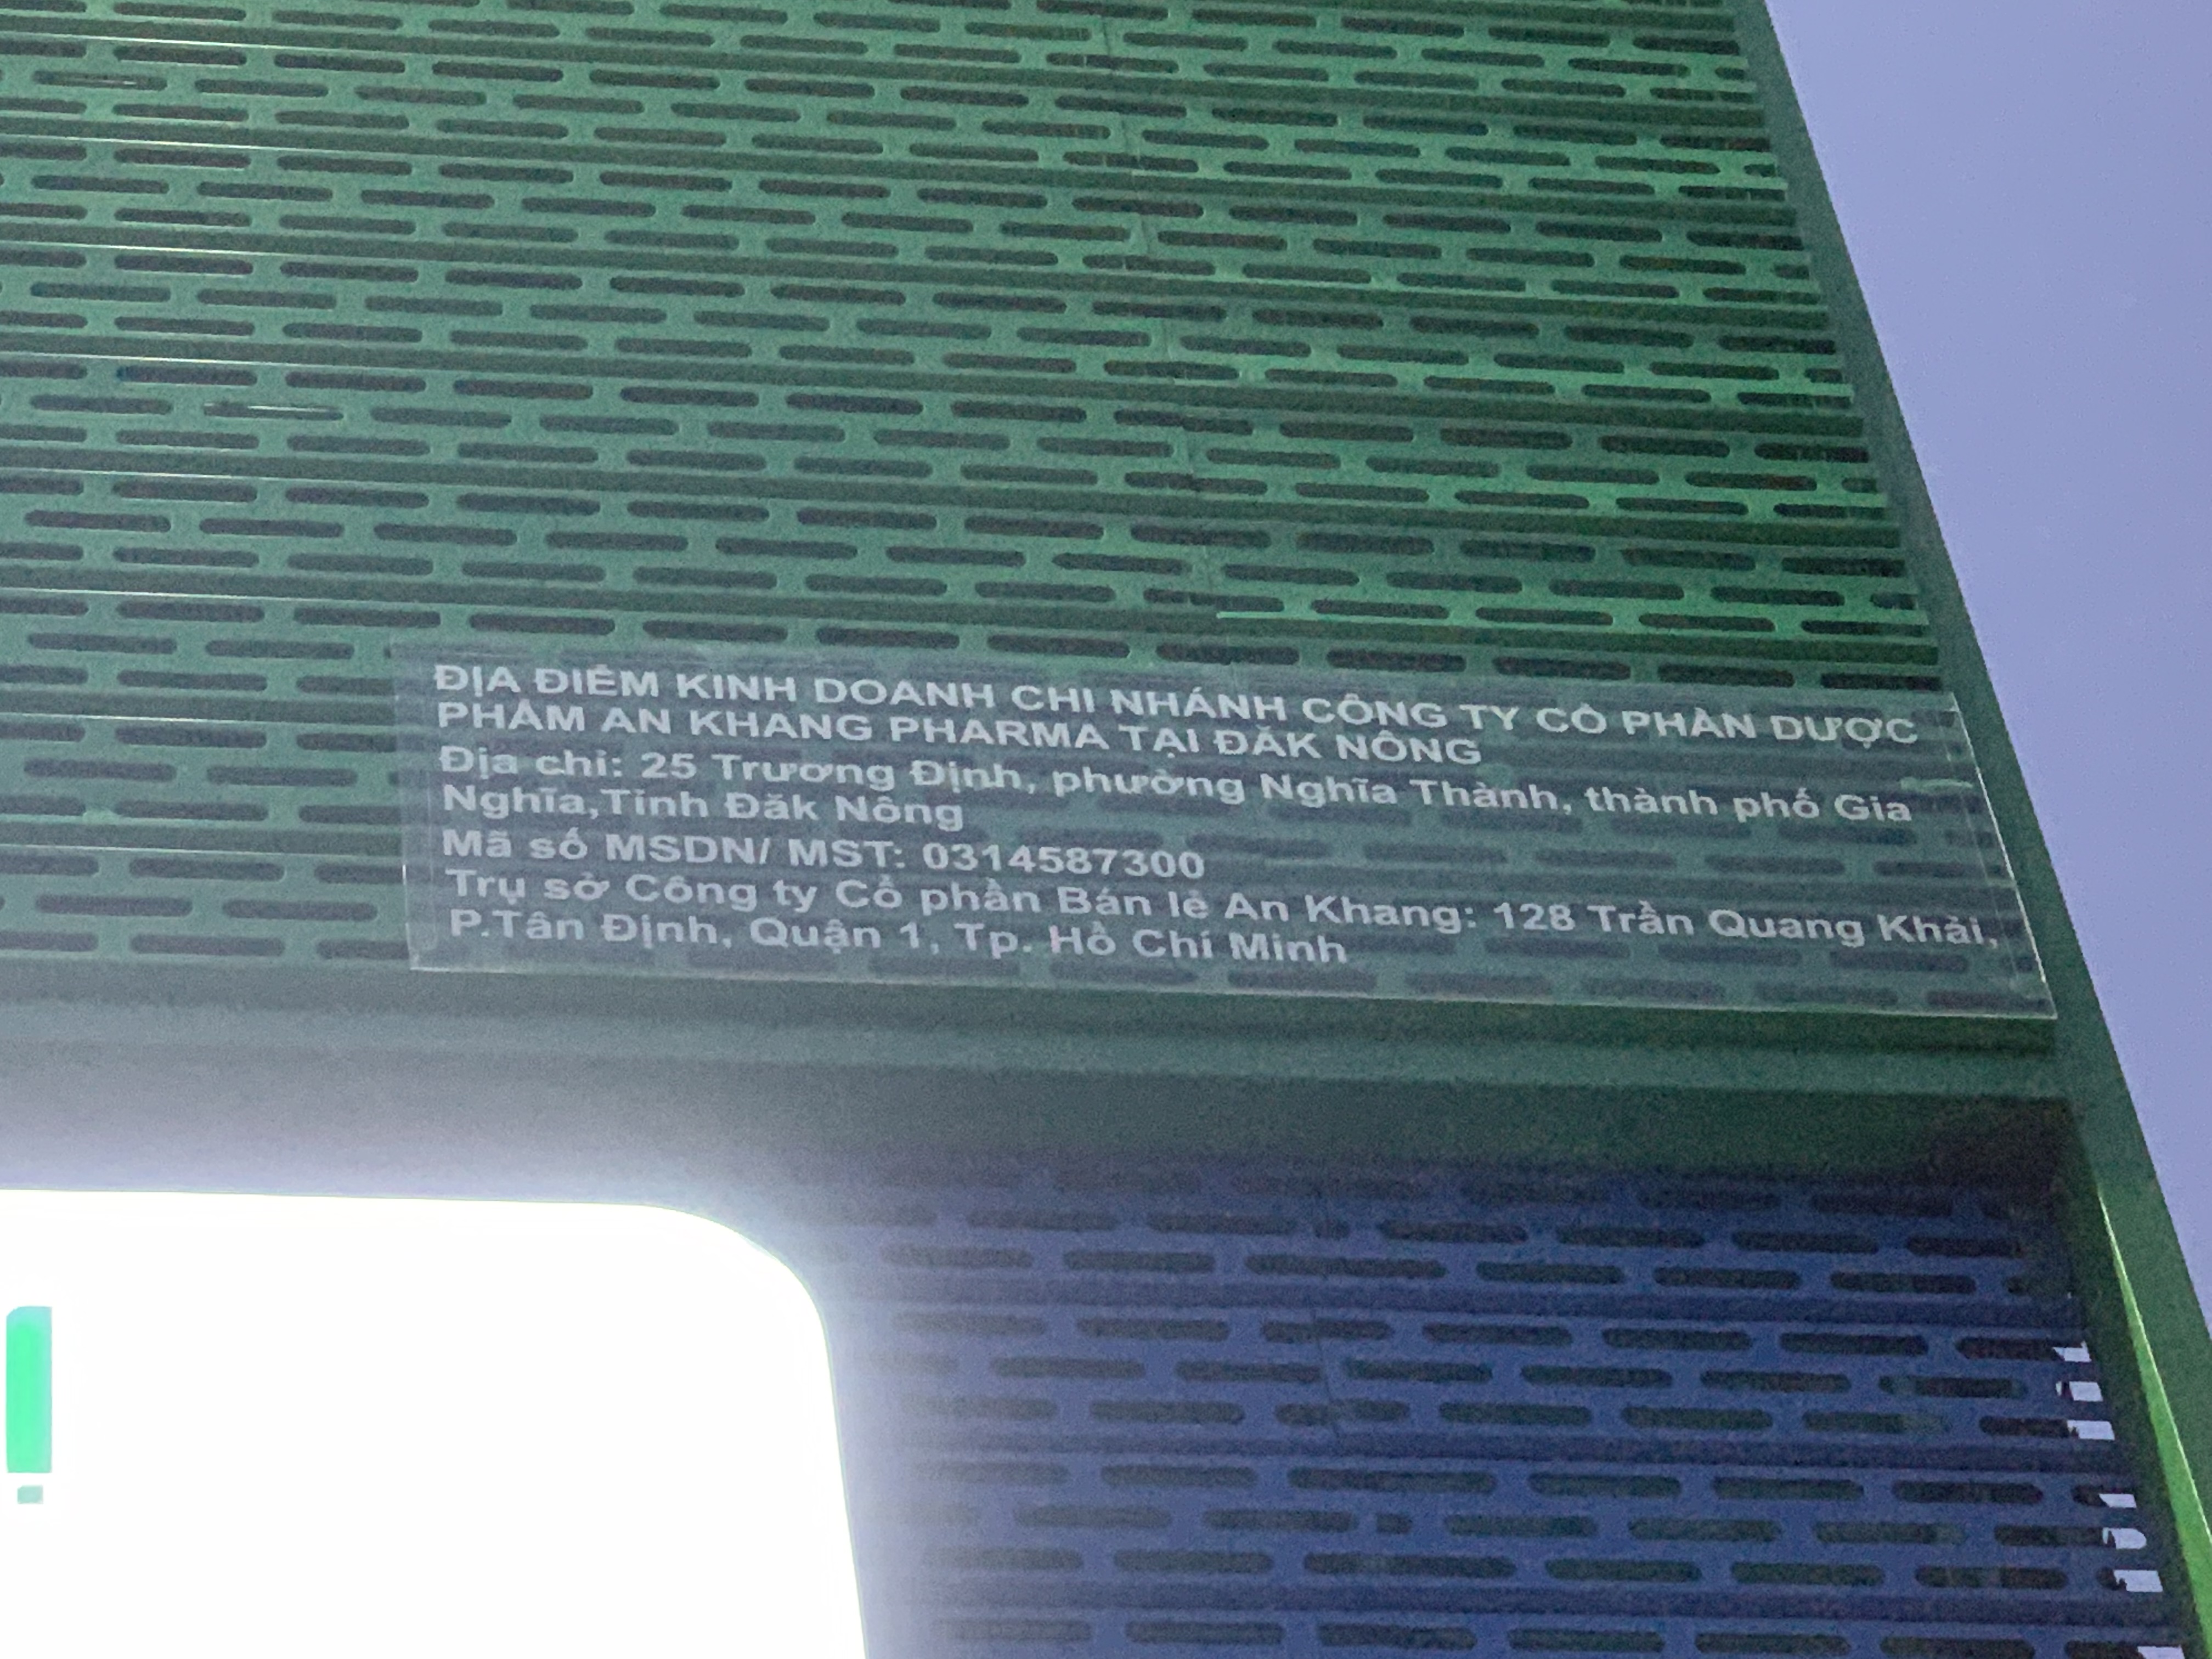 ĐỊA ĐIỂM KINH DOANH CHI NHÁNH CÔNG TY CỔ PHẦN DƯỢC
PHẨM AN KHANG PHARMA TẠI ĐĂK NÔNG
Địa chỉ: 25 Trương Định, phường Nghĩa Thành, thành phố Gia
Nghĩa,Tỉnh Đăk Nông
Mã số MSDN/ MST: 0314587300
Trụ sở Công ty Cổ phần Bán lẻ An Khang: 128 Trần Quang Khải,
P.Tân Định, Quận 1, Tp. Hồ Chí Minh